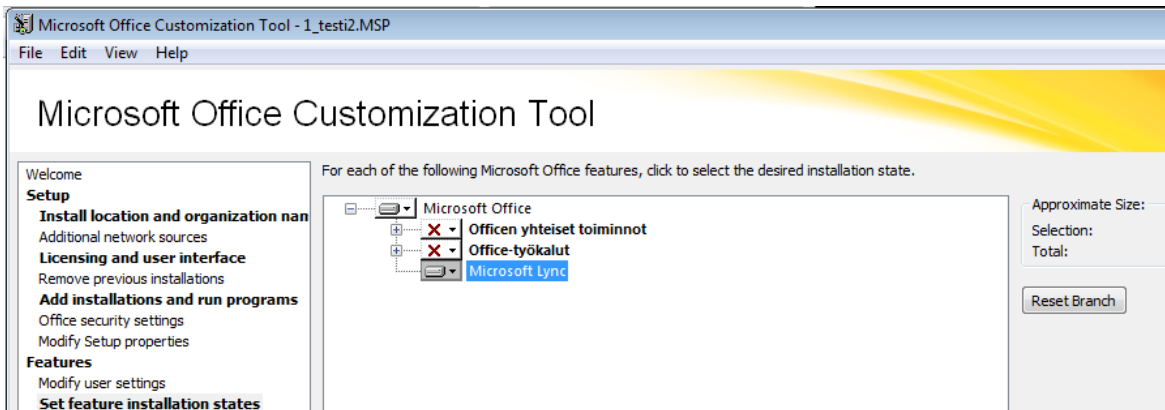 Microsoft Office Customization Tool - 1_testi2.MSP
File Edit View Help
Microsoft Office Customization Tool
Welcome
Setup
Install location and organization nan
Additional network sources
Licensing and user interface
Remove previous installations
Add installations and run programs
Office security settings
Modify Setup properties
Features
Modify user settings
Set feature installation states
For each of the following Microsoft Office features, click to select the desired installation state.
Microsoft Office
Officen yhteiset toiminnot
Office-työkalut
Microsoft Lync
Approximate Size:
Selection:
Total:
Reset Branch